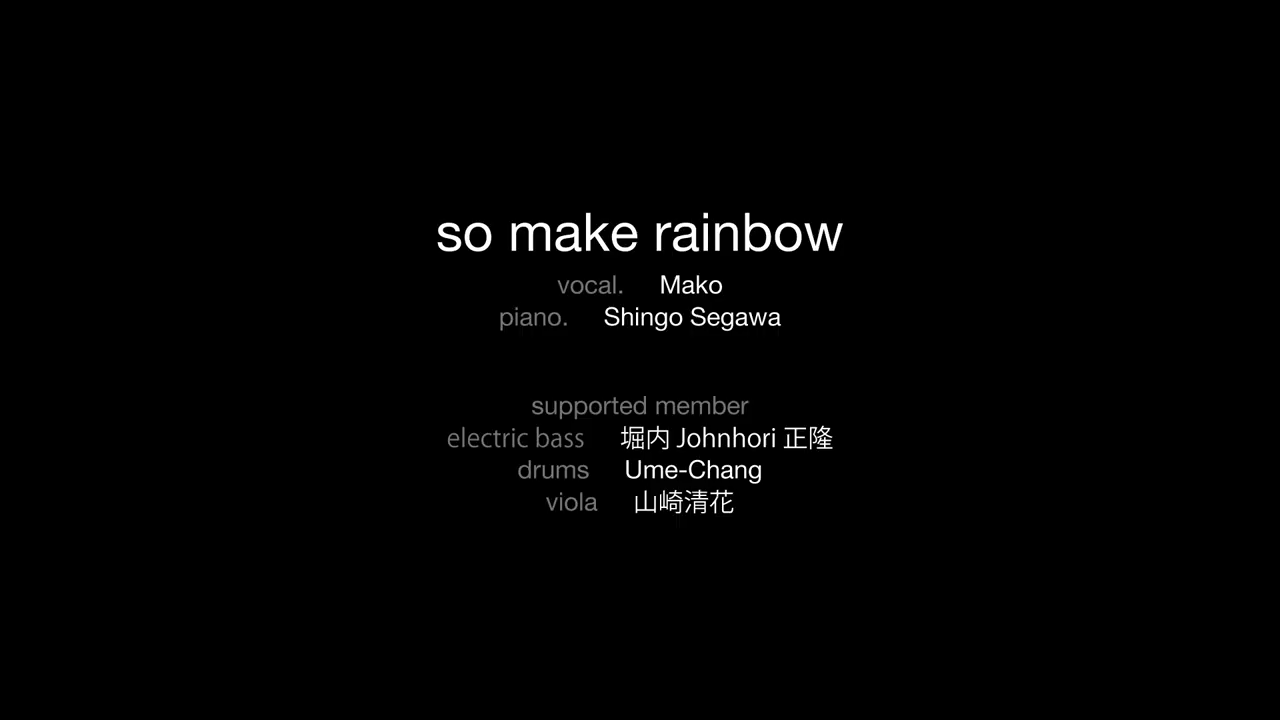 so make rainbow
vocal. Mako
piano. Shingo Segawa
supported member
electric bass 堀内 Johnhori 正隆
drums Ume-Chang
viola 山崎清花